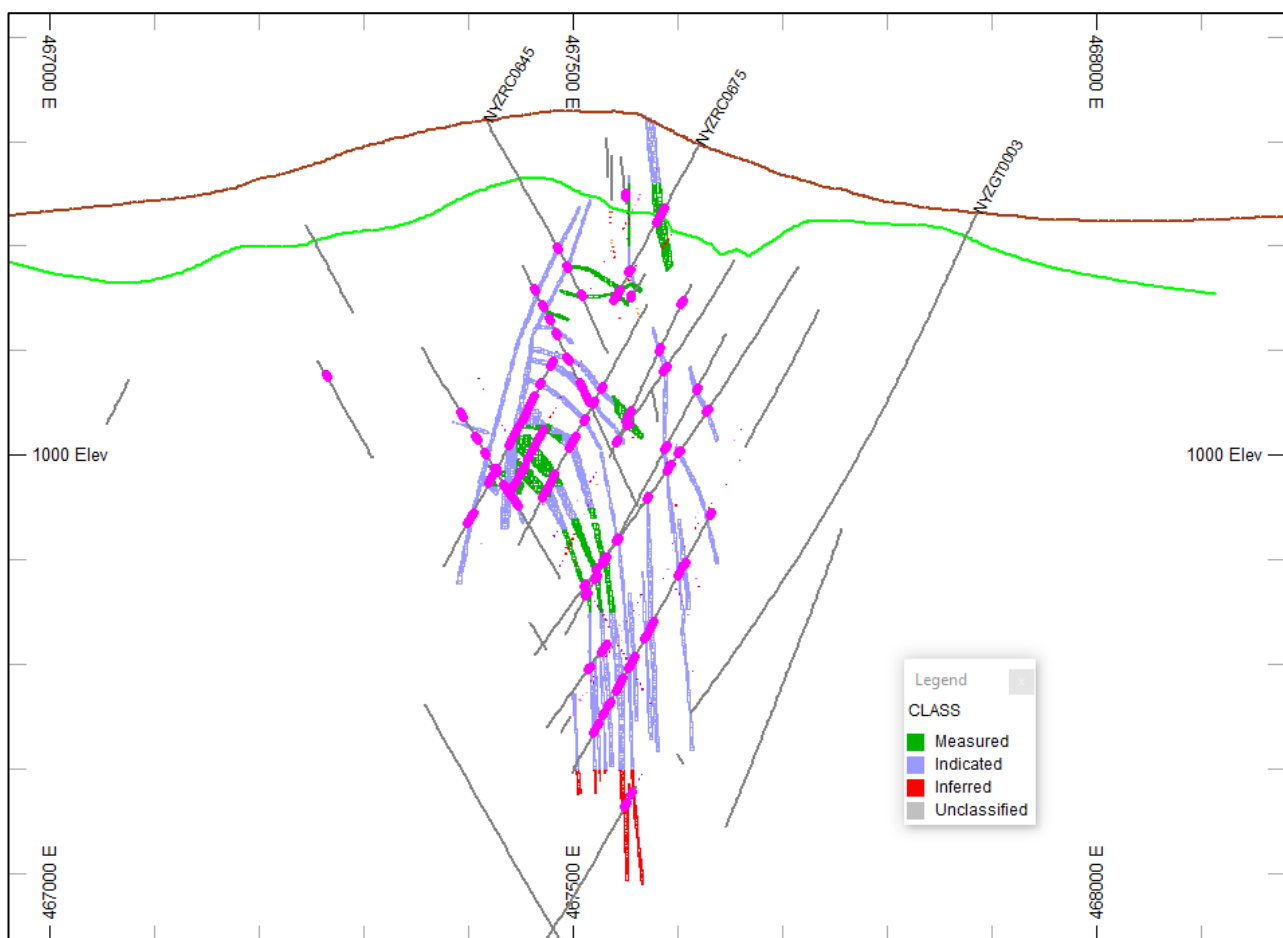 467000 E
467500 E
468000 E
NYZRC0645
NYZRC0675
NYZGT0003
1000 Elev
1000 Elev
Legend
CLASS
Measured
Indicated
Inferred
Unclassified
467000 E
467500 E
468000 E